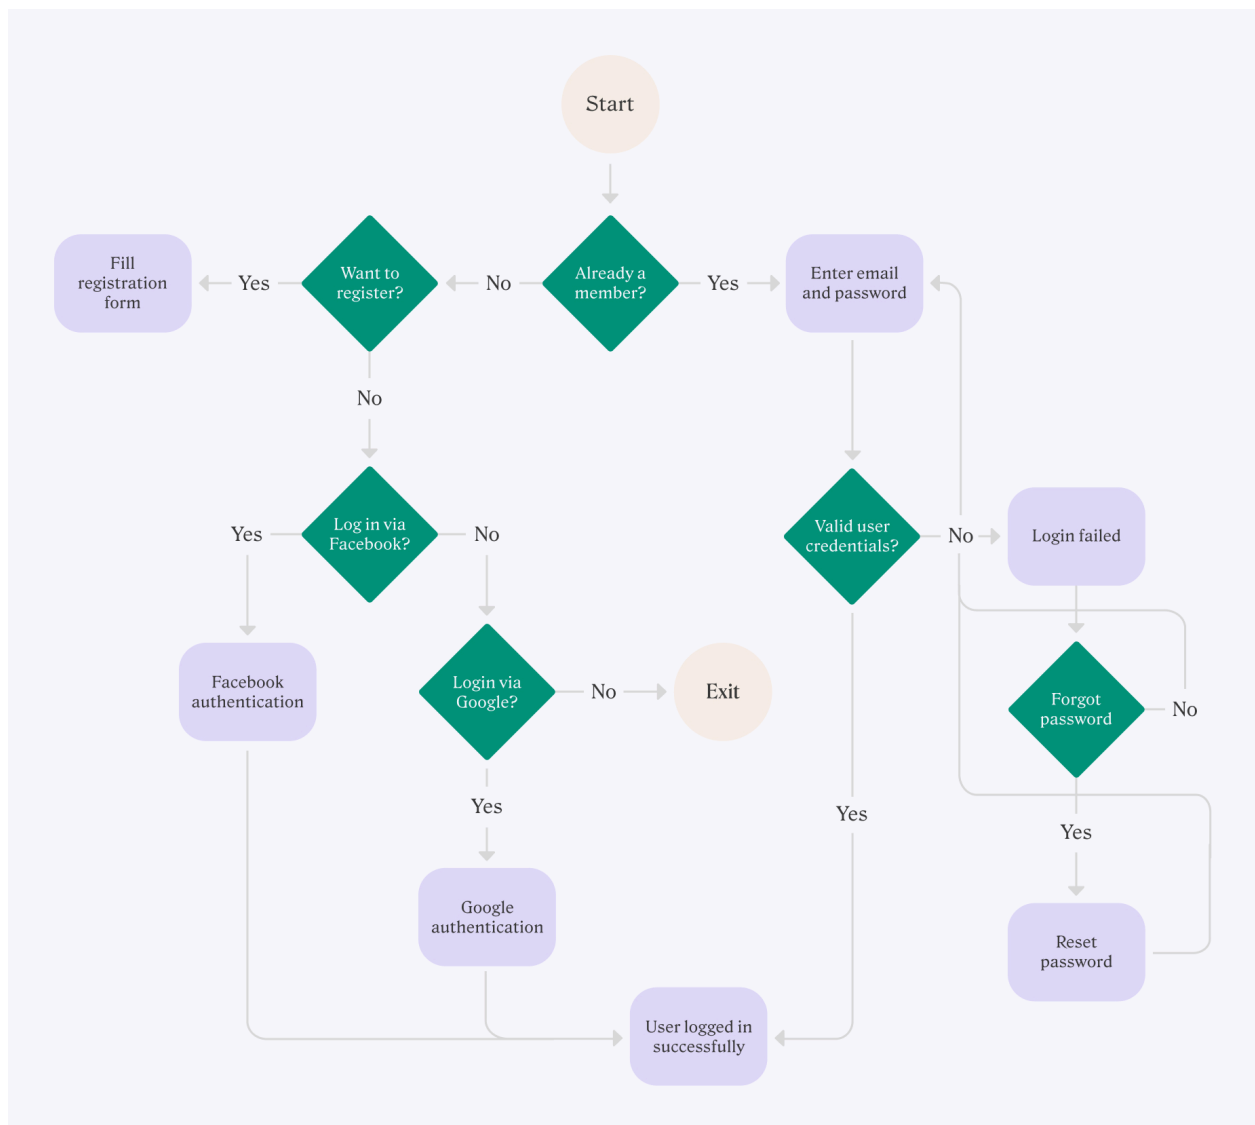 Start
Fill
registration
form
Yes
Want to
register?
No
Already a
member?
Yes
Enter email
and password
No
Yes
Log in via
Facebook?
No
Valid user
credentials?
No
Login failed
Facebook
authentication
Login via
Google?
No
Exit
Forgot
password
No
Yes
Yes
Yes
Google
authentication
Reset
password
User logged in
successfully